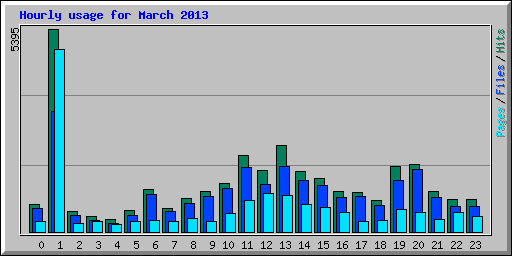 Hourly usage for March 2013
5395
Pages/Files/Hits
0 1 2 3 4 5 6 7 8 9 10 11 12 13 14 15 16 17 18 19 20 21 22 23